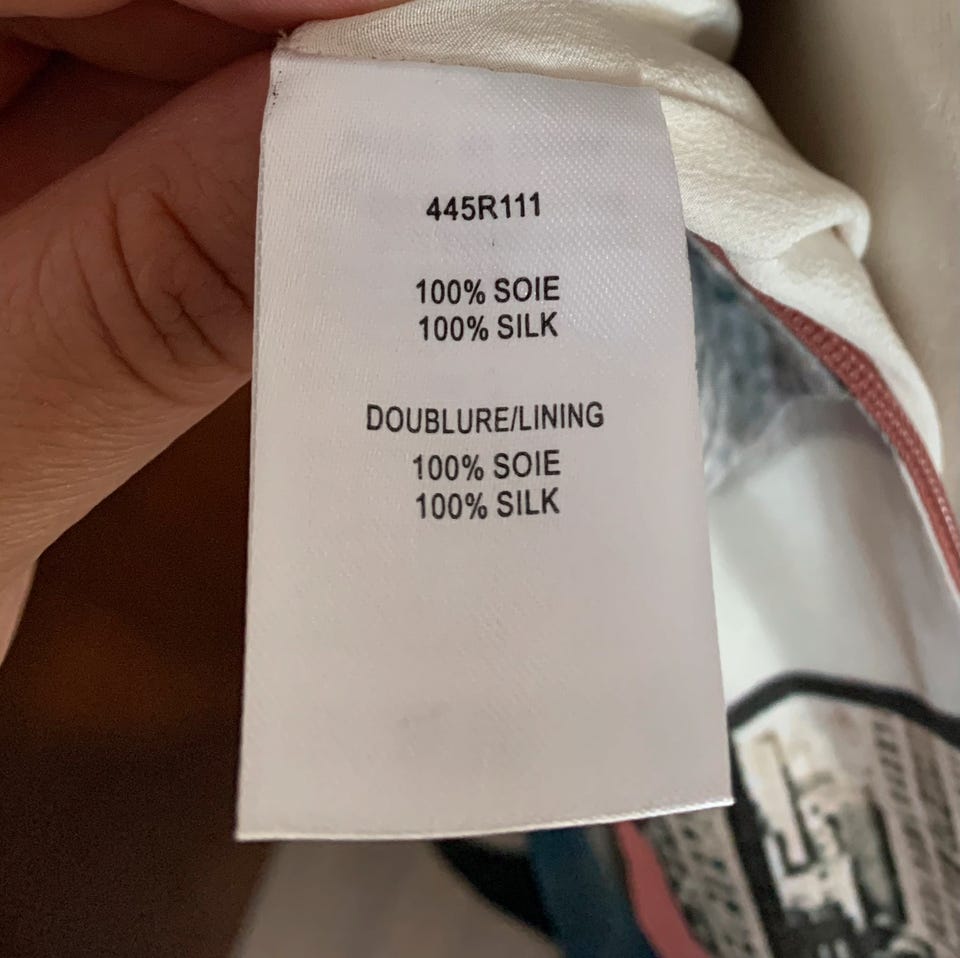 445R111
100% SOIE
100% SILK
DOUBLURE/LINING
100% SOIE
100% SILK